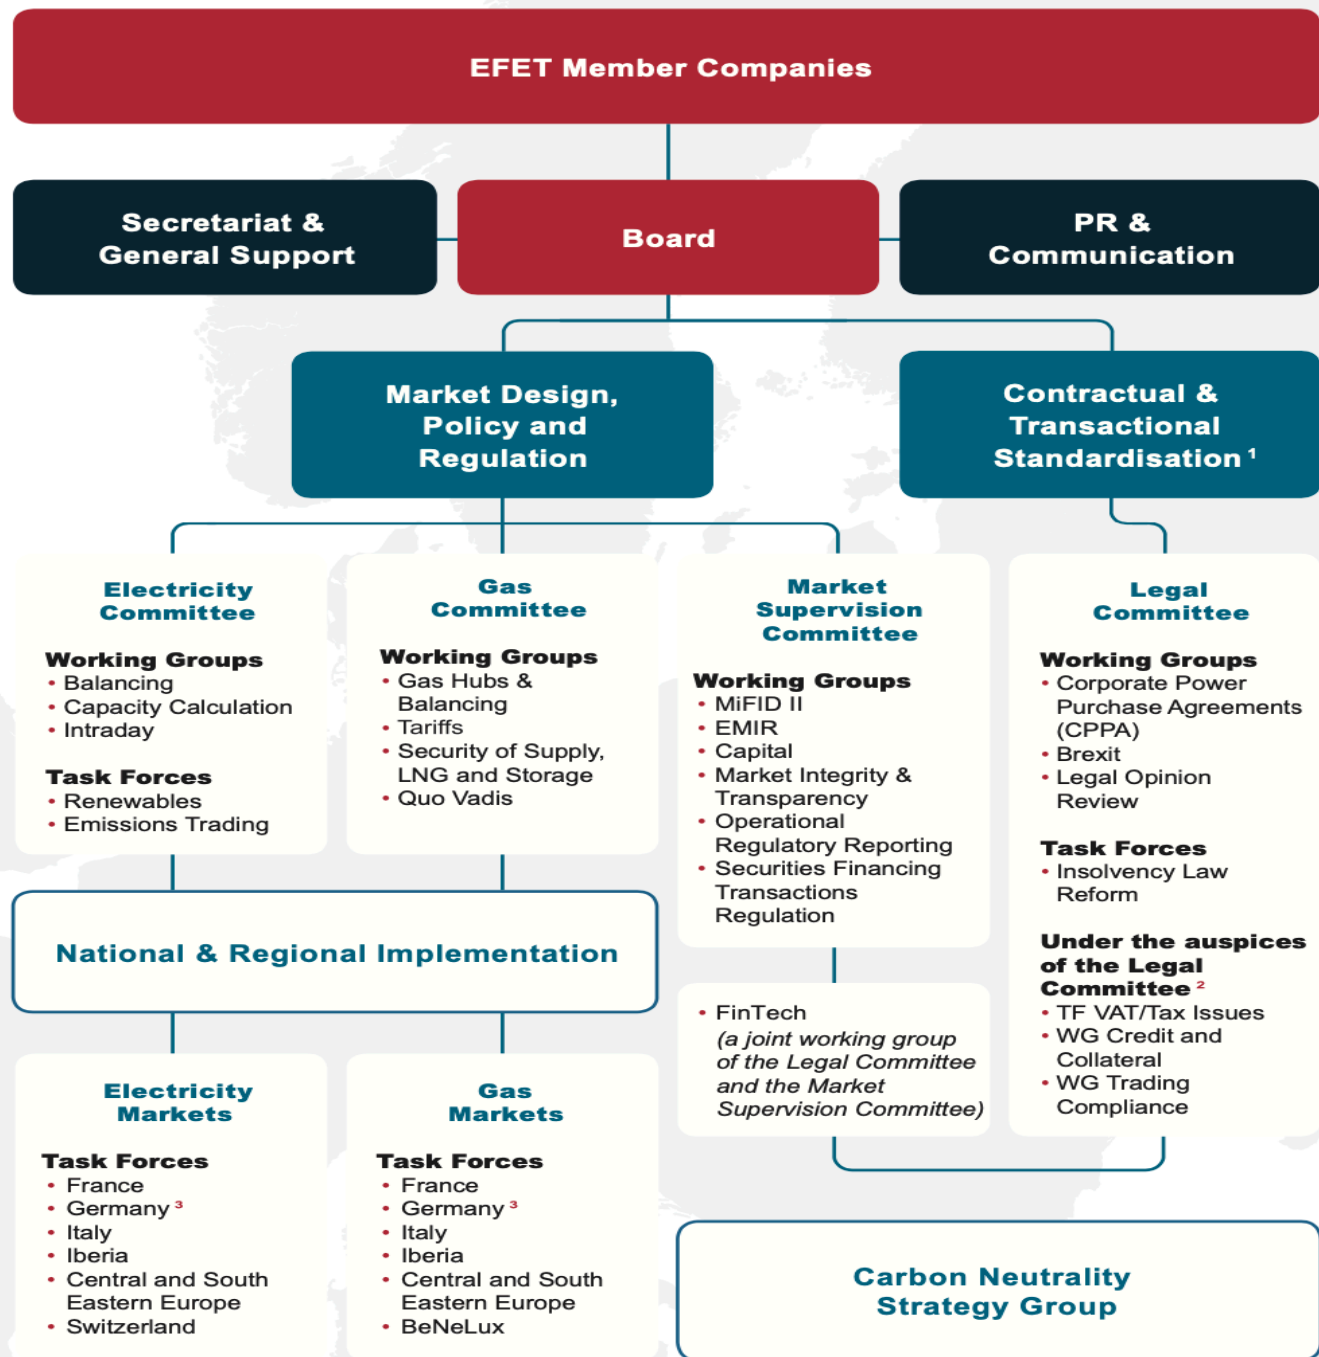 EFET Member Companies
Secretariat &
General Support
Board
PR &
Communication
Market Design,
Policy and
Regulation
Contractual &
Transactional
Standardisation ¹
Electricity
Committee
Working Groups
• Balancing
• Capacity Calculation
• Intraday
Task Forces
• Renewables
• Emissions Trading
Gas
Committee
Working Groups
• Gas Hubs &
Balancing
• Tariffs
• Security of Supply,
LNG and Storage
• Quo Vadis
Market
Supervision
Committee
Working Groups
• MiFID II
• EMIR
• Capital
• Market Integrity &
Transparency
• Operational
Regulatory Reporting
• Securities Financing
Transactions
Regulation
Legal
Committee
Working Groups
• Corporate Power
Purchase Agreements
(CPPA)
• Brexit
• Legal Opinion
Review
Task Forces
• Insolvency Law
Reform
Under the auspices
of the Legal
Committee ²
• TF VAT/Tax Issues
• WG Credit and
Collateral
• WG Trading
Compliance
National & Regional Implementation
• FinTech
(a joint working group
of the Legal Committee
and the Market
Supervision Committee)
Electricity
Markets
Task Forces
• France
• Germany ³
• Italy
• Iberia
• Central and South
Eastern Europe
• Switzerland
Gas
Markets
Task Forces
• France
• Germany ³
• Italy
• Iberia
• Central and South
Eastern Europe
• BeNeLux
Carbon Neutrality
Strategy Group